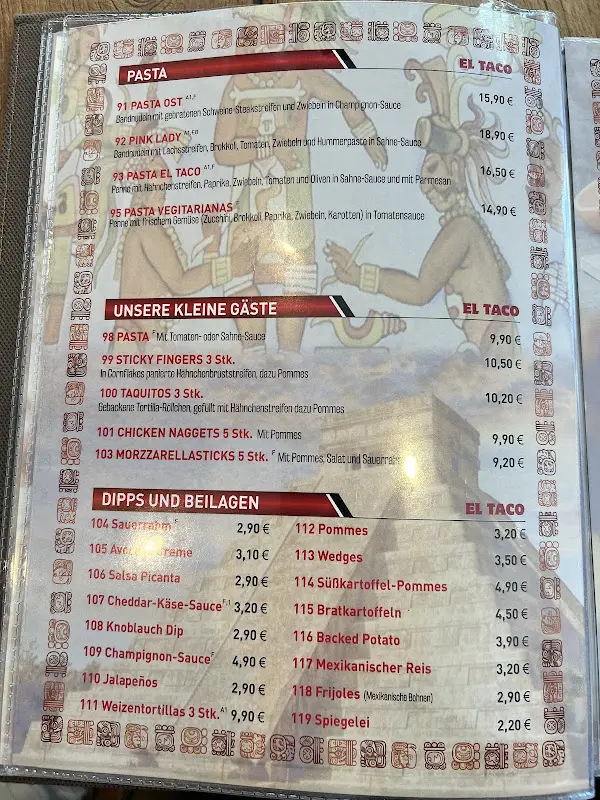 PASTA EL TACO
91 PASTA OST A1,F 15,90 €
Bandnudeln mit gebratenen Schweine-Steakstreifen und Zwiebeln in Champignon-Sauce
92 PINK LADY A1,F,B 18,90 €
Bandnudeln mit Lachsstreifen, Brokkoli, Tomaten, Zwiebeln und Hummerpasta in Sahne-Sauce
93 PASTA EL TACO A1,F 16,50 €
Penne mit Hähnchenstreifen, Paprika, Zwiebeln, Tomaten und Oliven in Sahne-Sauce und mit Parmesan
95 PASTA VEGITARIANAS 14,90 €
Penne mit frischem Gemüse (Zucchini, Brokkoli, Paprika, Zwiebeln, Karotten) in Tomatensauce
UNSERE KLEINE GÄSTE EL TACO
98 PASTA F Mit Tomaten- oder Sahne-Sauce 9,90 €
99 STICKY FINGERS 3 Stk. 10,50 €
In Cornflakes panierte Hähnchenbruststreifen, dazu Pommes
100 TAQUITOS 3 Stk. 10,20 €
Gebackene Tortilla-Röllchen, gefüllt mit Hähnchenstreifen dazu Pommes
101 CHICKEN NAGGETS 5 Stk. Mit Pommes 9,90 €
103 MORZZARELLASTICKS 5 Stk. F Mit Pommes, Salat und Sauerrahm 9,20 €
DIPPS UND BEILAGEN EL TACO
104 Sauerrahm F 2,90 €
105 Avocadocreme 3,10 €
106 Salsa Picanta 2,90 €
107 Cheddar-Käse-Sauce F,1 3,20 €
108 Knoblauch Dip 2,90 €
109 Champignon-Sauce F 4,90 €
110 Jalapeños 2,90 €
111 Weizentortillas 3 Stk. A1 9,90 €
112 Pommes 3,20 €
113 Wedges 3,50 €
114 Süßkartoffel-Pommes 4,90 €
115 Bratkartoffeln 4,50 €
116 Backed Potato 3,90 €
117 Mexikanischer Reis 3,20 €
118 Frijoles (Mexikanische Bohnen) 2,90 €
119 Spiegelei 2,20 €